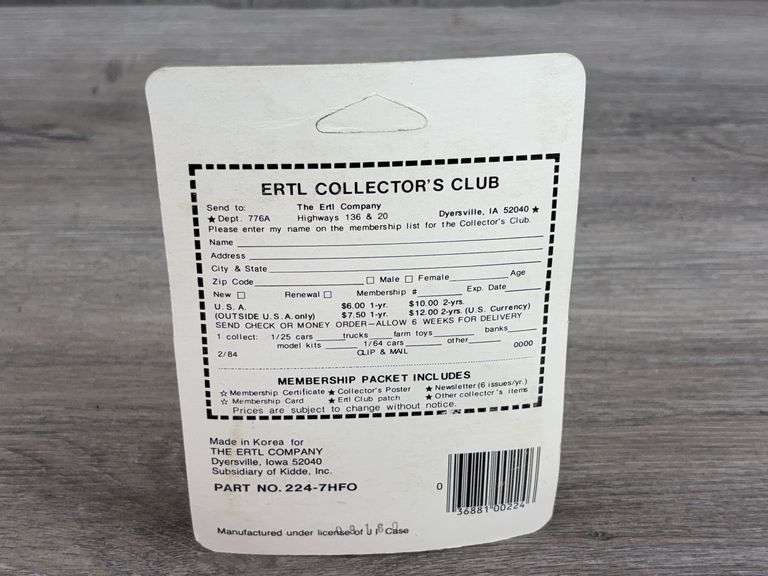 ERTL COLLECTOR'S CLUB
Send to: The Ertl Company
★ Dept. 776A Highways 136 & 20 Dyersville, IA 52040 ★
Please enter my name on the membership list for the Collector's Club.
Name
Address
City & State
Zip Code □ Male □ Female Age
New □ Renewal □ Membership # Exp. Date
U.S.A. $6.00 1-yr. $10.00 2-yrs.
(OUTSIDE U.S.A. only) $7.50 1-yr. $12.00 2-yrs. (U.S. Currency)
SEND CHECK OR MONEY ORDER—ALLOW 6 WEEKS FOR DELIVERY
1 collect: 1/25 cars trucks farm toys banks
model kits 1/64 cars other 0000
2/84 CLIP & MAIL
MEMBERSHIP PACKET INCLUDES
☆ Membership Certificate ★ Collector's Poster ★ Newsletter (6 issues/yr.)
☆ Membership Card ★ Ertl Club patch ★ Other collector's items
Prices are subject to change without notice.
Made in Korea for
THE ERTL COMPANY
Dyersville, Iowa 52040
Subsidiary of Kidde, Inc.
PART NO. 224-7HFO
0 36881 00224
Manufactured under license of J I Case